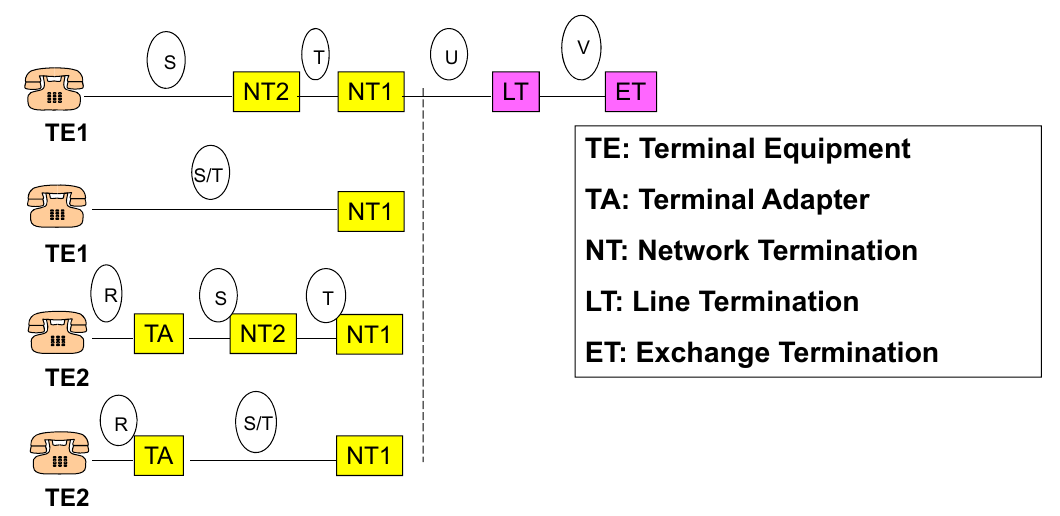 S T U V
NT2 NT1 LT ET
TE1
TE: Terminal Equipment
TA: Terminal Adapter
NT: Network Termination
LT: Line Termination
ET: Exchange Termination
S/T
NT1
TE1
R S T
TA NT2 NT1
TE2
R S/T
TA NT1
TE2